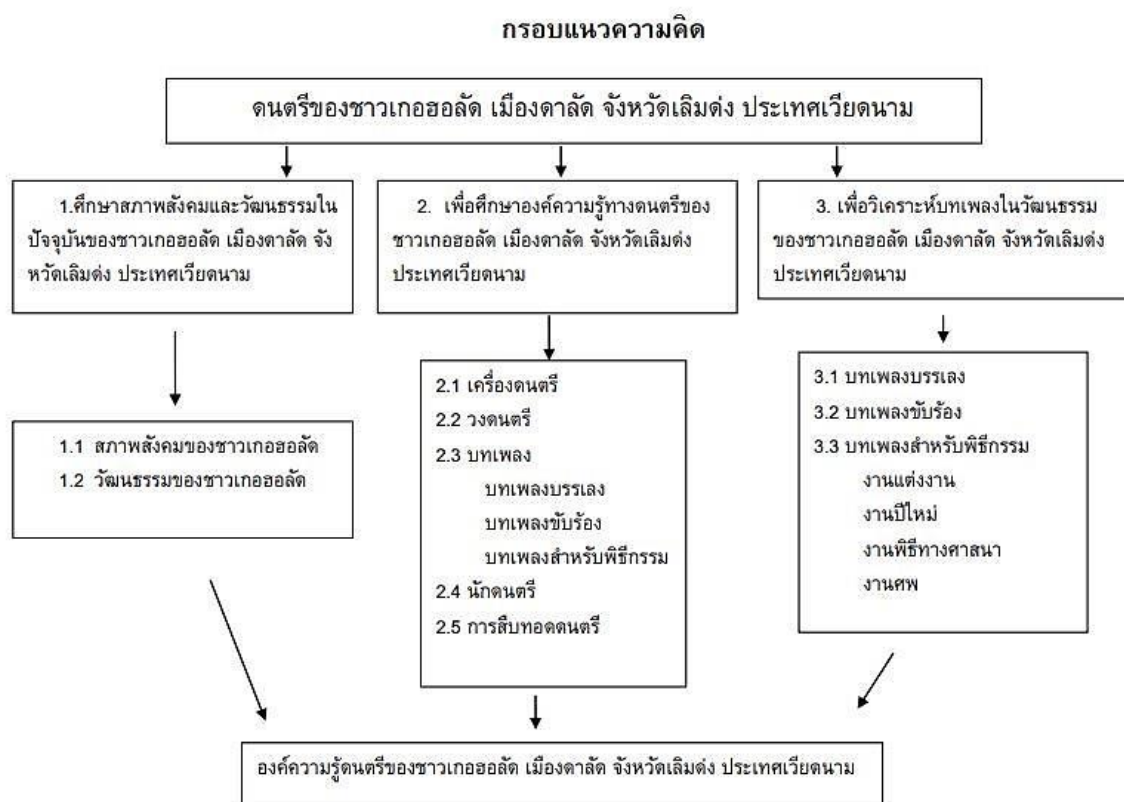 กรอบแนวความคิด
ดนตรีของชาวเกอฮอลัด เมืองดาลัด จังหวัดเลิมด่ง ประเทศเวียดนาม
1.ศึกษาสภาพสังคมและวัฒนธรรมใน
ปัจจุบันของชาวเกอฮอลัด เมืองดาลัด จัง
หวัดเลิมด่ง ประเทศเวียดนาม
2. เพื่อศึกษาองค์ความรู้ทางดนตรีของ
ชาวเกอฮอลัด เมืองดาลัด จังหวัดเลิมด่ง
ประเทศเวียดนาม
3. เพื่อวิเคราะห์บทเพลงในวัฒนธรรม
ของชาวเกอฮอลัด เมืองดาลัด จังหวัดเลิมด่ง
ประเทศเวียดนาม
1.1 สภาพสังคมของชาวเกอฮอลัด
1.2 วัฒนธรรมของชาวเกอฮอลัด
2.1 เครื่องดนตรี
2.2 วงดนตรี
2.3 บทเพลง
บทเพลงบรรเลง
บทเพลงขับร้อง
บทเพลงสำหรับพิธีกรรม
2.4 นักดนตรี
2.5 การสืบทอดดนตรี
3.1 บทเพลงบรรเลง
3.2 บทเพลงขับร้อง
3.3 บทเพลงสำหรับพิธีกรรม
งานแต่งงาน
งานปีใหม่
งานพิธีทางศาสนา
งานศพ
องค์ความรู้ดนตรีของชาวเกอฮอลัด เมืองดาลัด จังหวัดเลิมด่ง ประเทศเวียดนาม